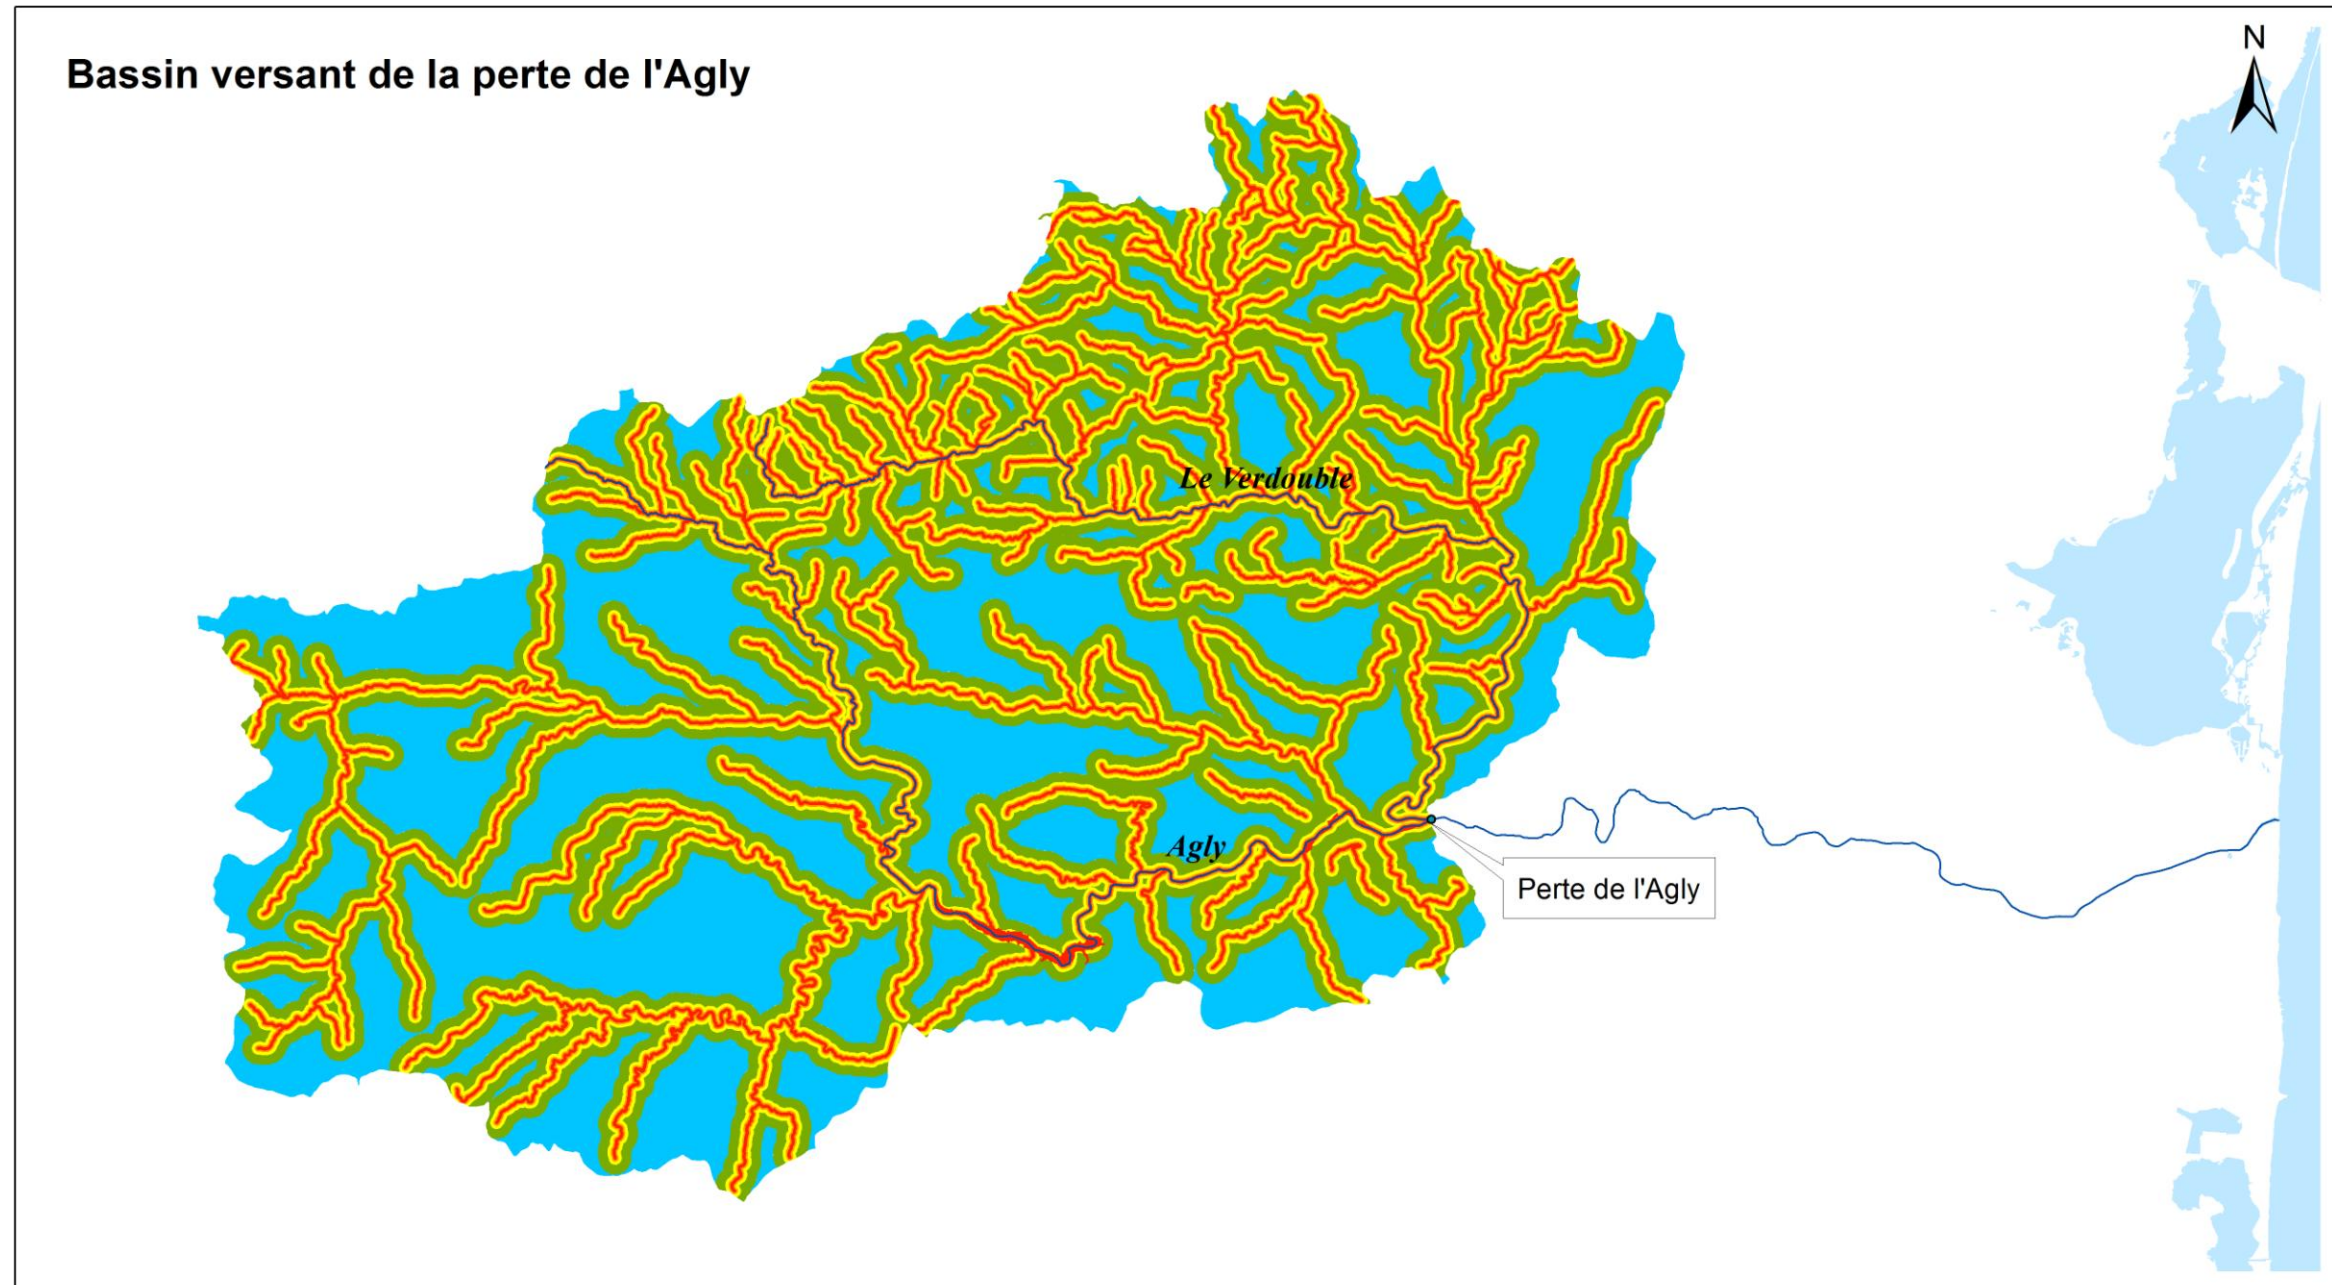 Bassin versant de la perte de l'Agly
N
Le Verdouble
Agly
Perte de l'Agly